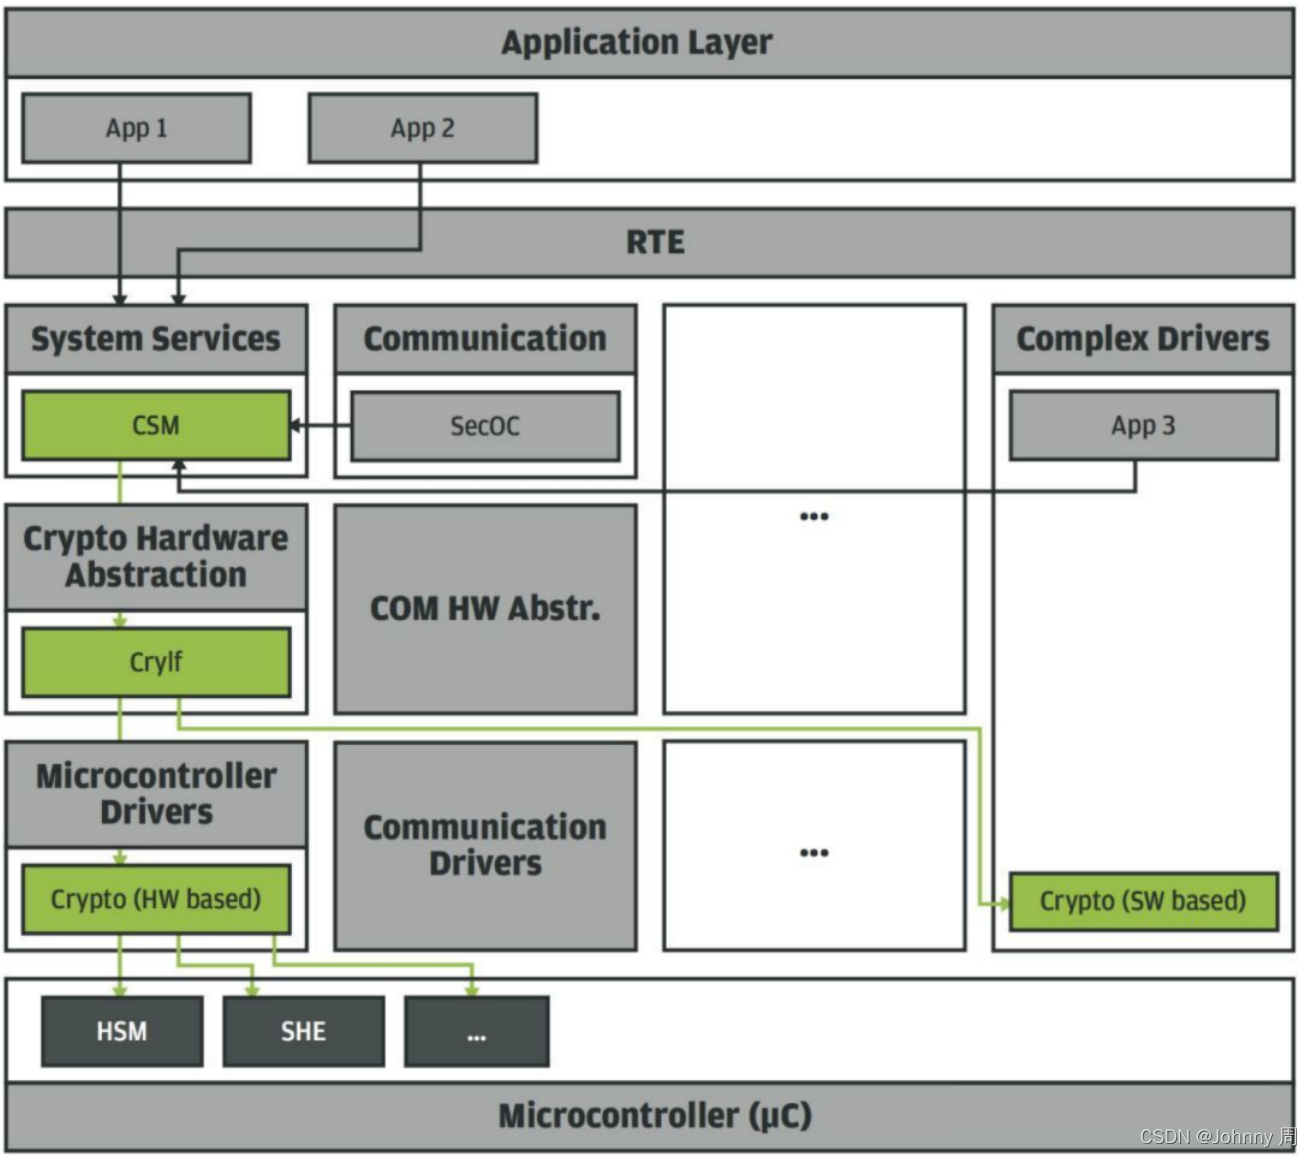 Application Layer
App 1
App 2
RTE
System Services
Communication
Complex Drivers
CSM
SecOC
App 3
...
Crypto Hardware
Abstraction
COM HW Abstr.
CryIf
Microcontroller
Drivers
Communication
Drivers
...
Crypto (HW based)
Crypto (SW based)
HSM
SHE
...
Microcontroller (µC)
CSDN @Johnny 周